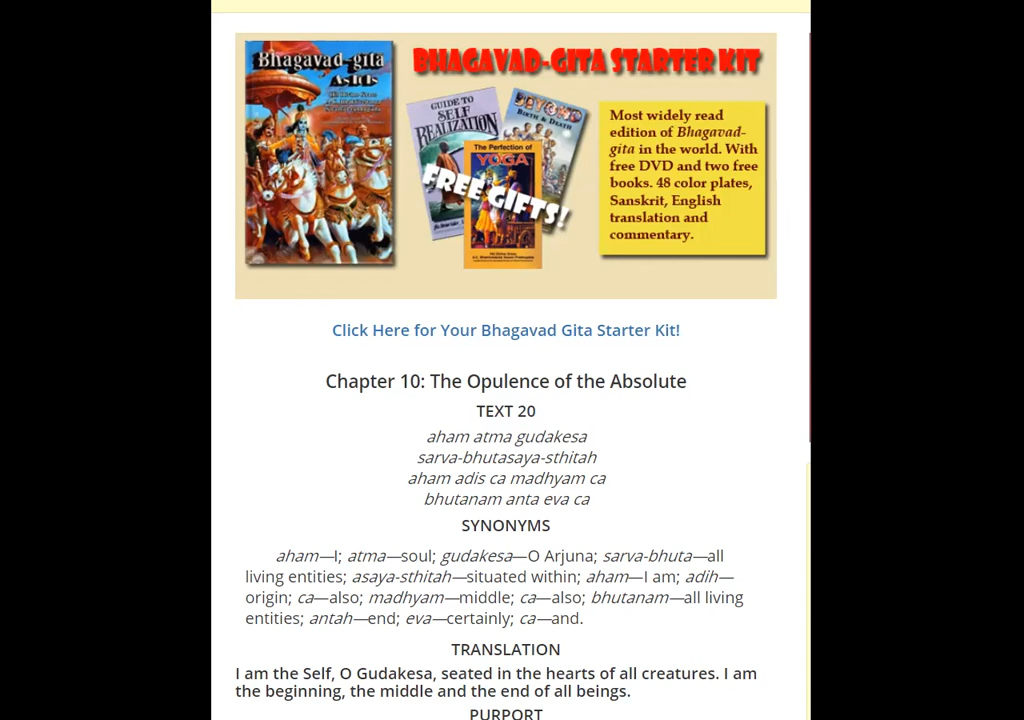 Bhagavad-gita
As It Is
BHAGAVAD-GITA STARTER KIT
GUIDE TO
SELF
REALIZATION
BEYOND
BIRTH & DEATH
The Perfection of
YOGA
FREE GIFTS!
Most widely read
edition of Bhagavad-
gita in the world. With
free DVD and two free
books. 48 color plates,
Sanskrit, English
translation and
commentary.
Click Here for Your Bhagavad Gita Starter Kit!
Chapter 10: The Opulence of the Absolute
TEXT 20
aham atma gudakesa
sarva-bhutasaya-sthitah
aham adis ca madhyam ca
bhutanam anta eva ca
SYNONYMS
aham—I; atma—soul; gudakesa—O Arjuna; sarva-bhuta—all
living entities; asaya-sthitah—situated within; aham—I am; adih—
origin; ca—also; madhyam—middle; ca—also; bhutanam—all living
entities; antah—end; eva—certainly; ca—and.
TRANSLATION
I am the Self, O Gudakesa, seated in the hearts of all creatures. I am
the beginning, the middle and the end of all beings.
PURPORT